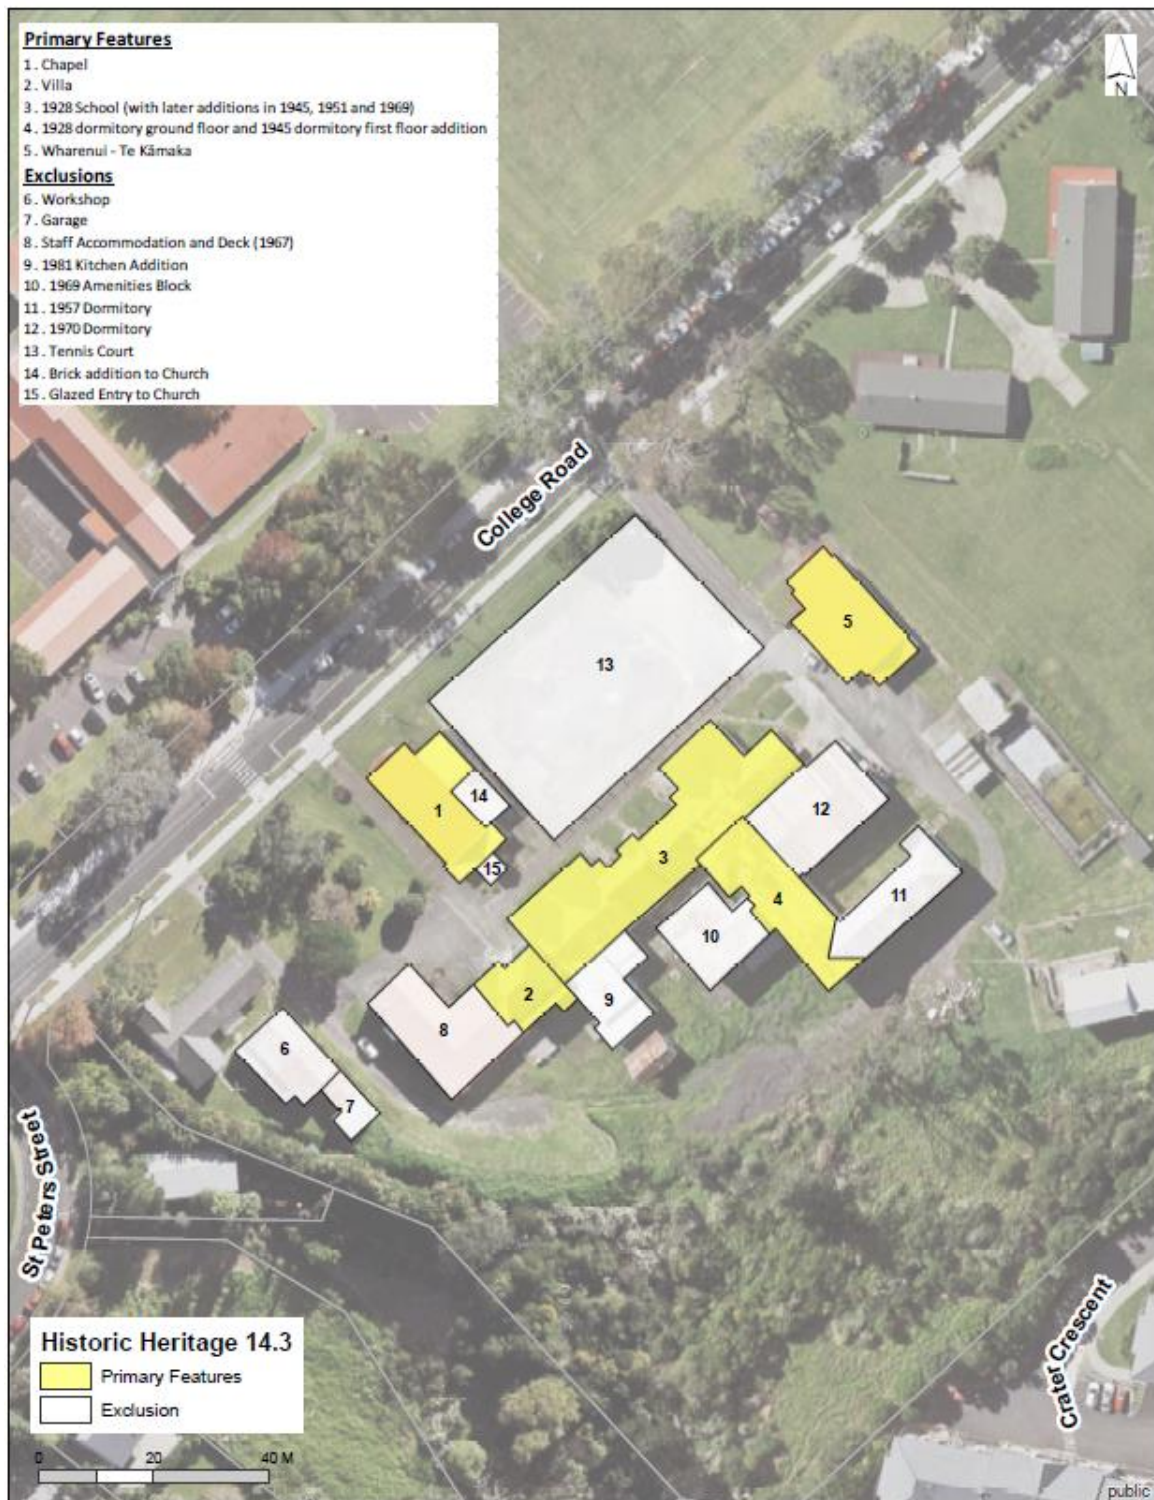 Primary Features
1. Chapel
2. Villa
3. 1928 School (with later additions in 1945, 1951 and 1969)
4. 1928 dormitory ground floor and 1945 dormitory first floor addition
5. Wharenui - Te Kāmaka
Exclusions
6. Workshop
7. Garage
8. Staff Accommodation and Deck (1967)
9. 1981 Kitchen Addition
10. 1969 Amenities Block
11. 1957 Dormitory
12. 1970 Dormitory
13. Tennis Court
14. Brick addition to Church
15. Glazed Entry to Church
N
College Road
5
13
14
1
12
15
3
4
11
10
2
9
8
6
7
St Peters Street
Crater Crescent
Historic Heritage 14.3
Primary Features
Exclusion
0 20 40 M
public